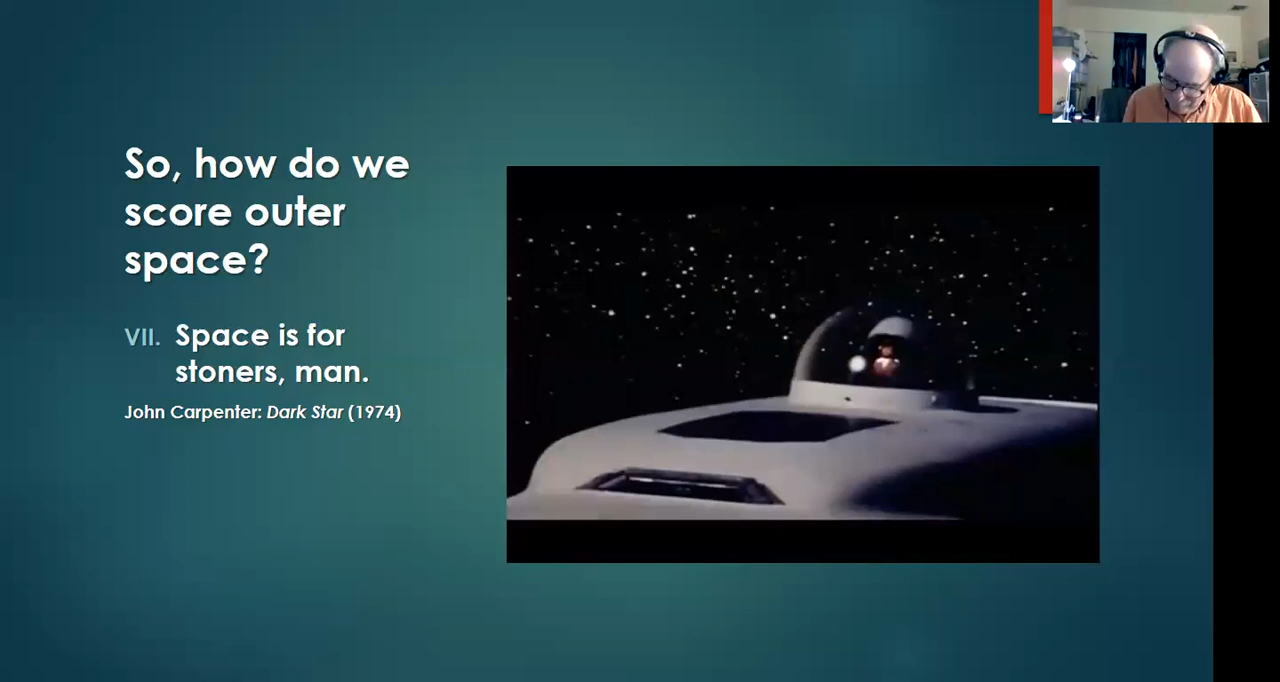 So, how do we
score outer
space?
VII. Space is for
stoners, man.
John Carpenter: Dark Star (1974)